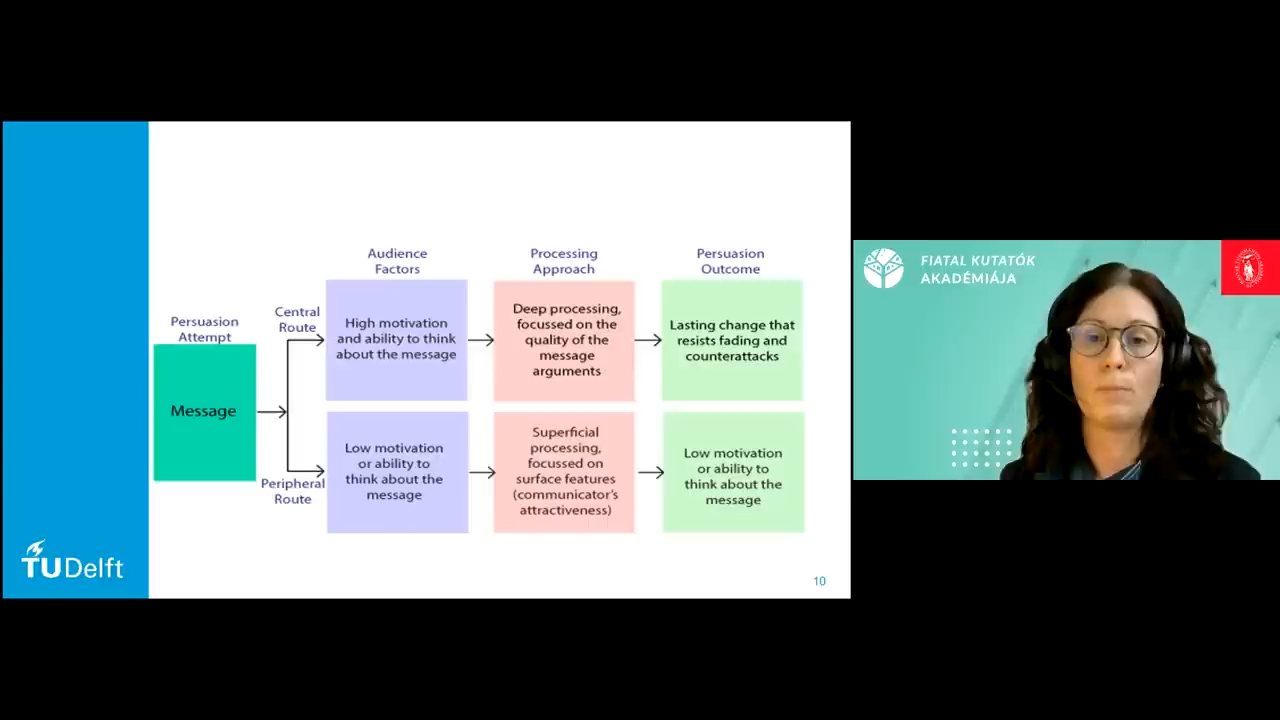 Audience
Factors
Processing
Approach
Persuasion
Outcome
Persuasion
Attempt
Message
Central
Route
High motivation
and ability to think
about the message
Deep processing,
focussed on the
quality of the
message
arguments
Lasting change that
resists fading and
counterattacks
Peripheral
Route
Low motivation
or ability to
think about the
message
Superficial
processing,
focussed on
surface features
(communicator's
attractiveness)
Low motivation
or ability to
think about the
message
TUDelft
10
FIATAL KUTATÓK
AKADÉMIÁJA